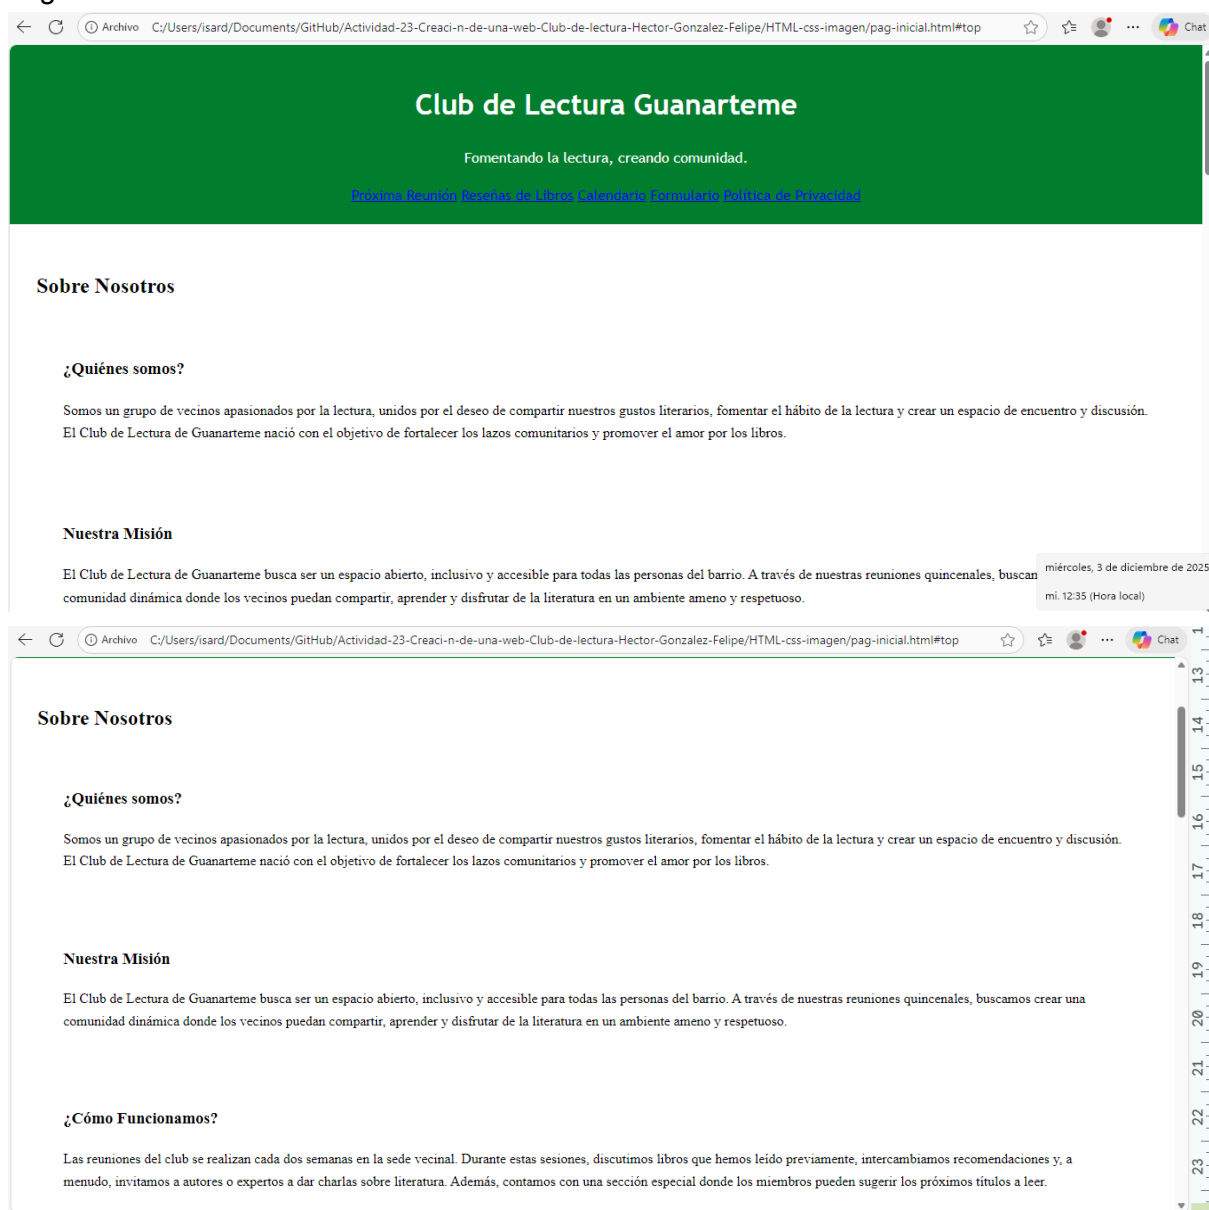 Archivo C:/Users/isard/Documents/GitHub/Actividad-23-Creaci-n-de-una-web-Club-de-lectura-Hector-Gonzalez-Felipe/HTML-css-imagen/pag-inicial.html#top Chat
Club de Lectura Guanarteme
Fomentando la lectura, creando comunidad.
Próxima Reunión Reseñas de Libros Calendario Formulario Política de Privacidad
Sobre Nosotros
¿Quiénes somos?
Somos un grupo de vecinos apasionados por la lectura, unidos por el deseo de compartir nuestros gustos literarios, fomentar el hábito de la lectura y crear un espacio de encuentro y discusión.
El Club de Lectura de Guanarteme nació con el objetivo de fortalecer los lazos comunitarios y promover el amor por los libros.
Nuestra Misión
El Club de Lectura de Guanarteme busca ser un espacio abierto, inclusivo y accesible para todas las personas del barrio. A través de nuestras reuniones quincenales, buscan
comunidad dinámica donde los vecinos puedan compartir, aprender y disfrutar de la literatura en un ambiente ameno y respetuoso.
miércoles, 3 de diciembre de 2025
mi. 12:35 (Hora local)
Archivo C:/Users/isard/Documents/GitHub/Actividad-23-Creaci-n-de-una-web-Club-de-lectura-Hector-Gonzalez-Felipe/HTML-css-imagen/pag-inicial.html#top Chat
Sobre Nosotros
¿Quiénes somos?
Somos un grupo de vecinos apasionados por la lectura, unidos por el deseo de compartir nuestros gustos literarios, fomentar el hábito de la lectura y crear un espacio de encuentro y discusión.
El Club de Lectura de Guanarteme nació con el objetivo de fortalecer los lazos comunitarios y promover el amor por los libros.
Nuestra Misión
El Club de Lectura de Guanarteme busca ser un espacio abierto, inclusivo y accesible para todas las personas del barrio. A través de nuestras reuniones quincenales, buscamos crear una
comunidad dinámica donde los vecinos puedan compartir, aprender y disfrutar de la literatura en un ambiente ameno y respetuoso.
¿Cómo Funcionamos?
Las reuniones del club se realizan cada dos semanas en la sede vecinal. Durante estas sesiones, discutimos libros que hemos leído previamente, intercambiamos recomendaciones y, a
menudo, invitamos a autores o expertos a dar charlas sobre literatura. Además, contamos con una sección especial donde los miembros pueden sugerir los próximos títulos a leer.
13
14
15
16
17
18
19
20
21
22
23